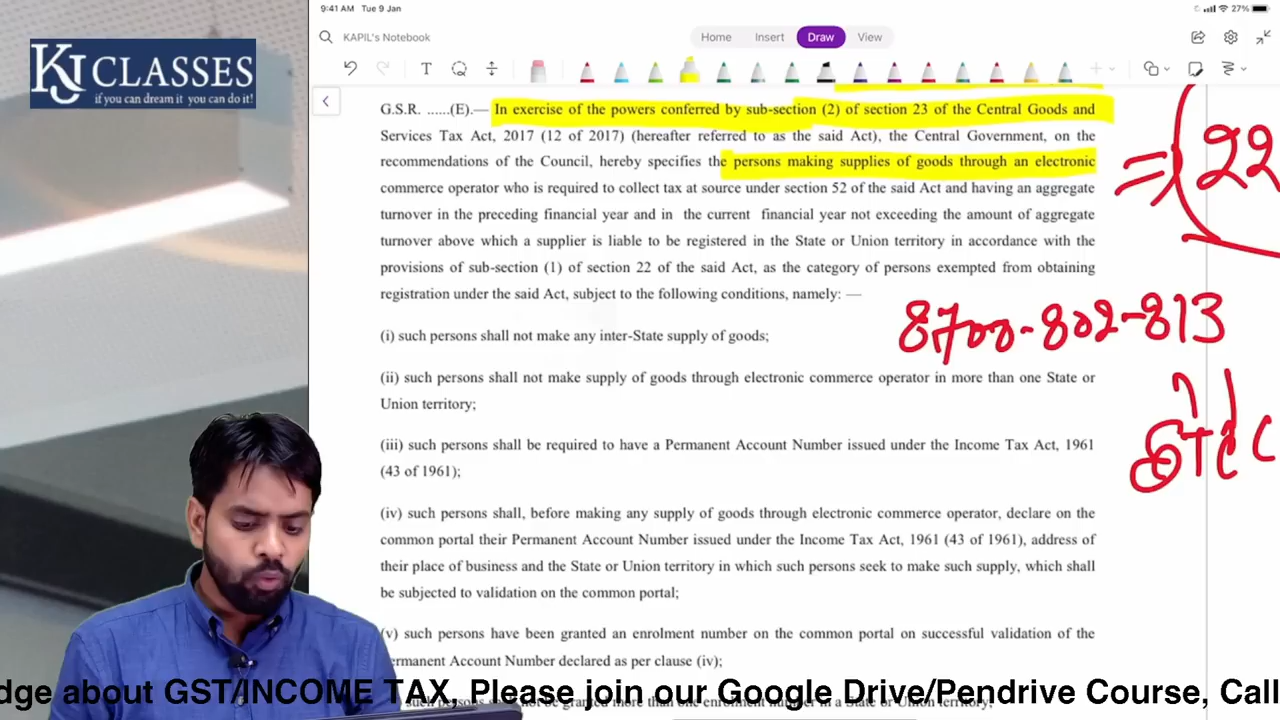 9:41 AM Tue 9 Jan
27%
KAPIL's Notebook
Home Insert Draw View
KJ CLASSES
if you can dream it you can do it!
G.S.R. ......(E).— In exercise of the powers conferred by sub-section (2) of section 23 of the Central Goods and
Services Tax Act, 2017 (12 of 2017) (hereafter referred to as the said Act), the Central Government, on the
recommendations of the Council, hereby specifies the persons making supplies of goods through an electronic
commerce operator who is required to collect tax at source under section 52 of the said Act and having an aggregate
turnover in the preceding financial year and in the current financial year not exceeding the amount of aggregate
turnover above which a supplier is liable to be registered in the State or Union territory in accordance with the
provisions of sub-section (1) of section 22 of the said Act, as the category of persons exempted from obtaining
registration under the said Act, subject to the following conditions, namely: —
=) 22
(i) such persons shall not make any inter-State supply of goods;
8700-802-813
(ii) such persons shall not make supply of goods through electronic commerce operator in more than one State or
Union territory;
(iii) such persons shall be required to have a Permanent Account Number issued under the Income Tax Act, 1961
(43 of 1961);
(iv) such persons shall, before making any supply of goods through electronic commerce operator, declare on the
common portal their Permanent Account Number issued under the Income Tax Act, 1961 (43 of 1961), address of
their place of business and the State or Union territory in which such persons seek to make such supply, which shall
be subjected to validation on the common portal;
(v) such persons have been granted an enrolment number on the common portal on successful validation of the
ermanent Account Number declared as per clause (iv);
dge about GST/INCOME TAX, Please join our Google Drive/Pendrive Course, Call